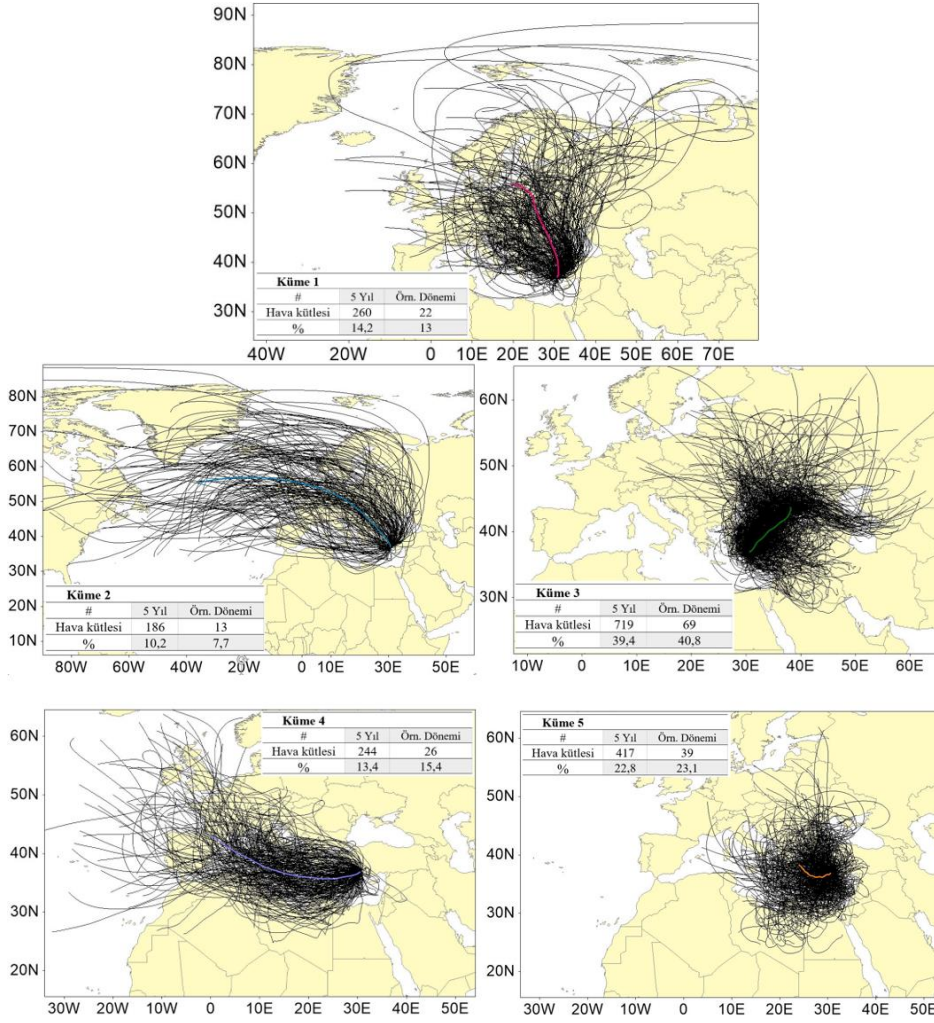 90N
80N
70N
60N
50N
40N
30N
Küme 1
# 5 Yıl Örn. Dönemi
Hava kütlesi 260 22
% 14,2 13
40W 20W 0 10E 20E 30E 40E 50E 60E 70E
80N
70N
60N
50N
40N
30N
20N
10N
Küme 2
# 5 Yıl Örn. Dönemi
Hava kütlesi 186 13
% 10,2 7,7
80W 60W 40W 20W 0 10E 20E 30E 40E 50E
60N
50N
40N
30N
Küme 3
# 5 Yıl Örn. Dönemi
Hava kütlesi 719 69
% 39,4 40,8
10W 0 10E 20E 30E 40E 50E 60E
60N
50N
40N
30N
20N
Küme 4
# 5 Yıl Örn. Dönemi
Hava kütlesi 244 26
% 13,4 15,4
30W 20W 10W 0 10E 20E 30E 40E 50E
60N
50N
40N
30N
20N
Küme 5
# 5 Yıl Örn. Dönemi
Hava kütlesi 417 39
% 22,8 23,1
20W 10W 0 10E 20E 30E 40E 50E